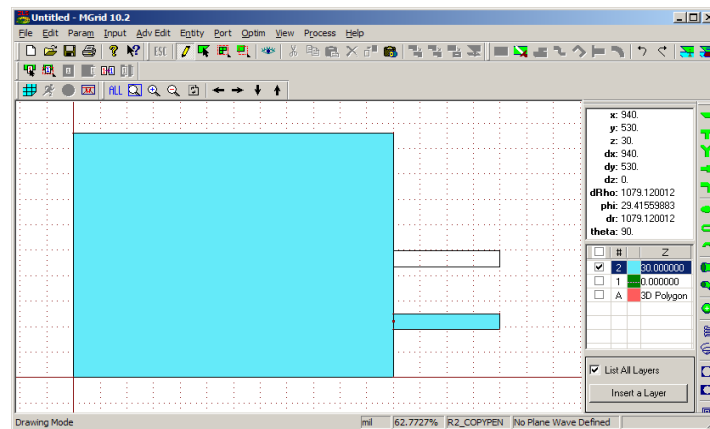 Untitled - MGrid 10.2
File Edit Param Input Adv Edit Entity Port Optim View Process Help
ESC
ALL
x: 940.
y: 530.
z: 30.
dx: 940.
dy: 530.
dz: 0.
dRho: 1079.120012
phi: 29.41559883
dr: 1079.120012
theta: 90.
# Z
2 30.000000
1 0.000000
A 3D Polygon
List All Layers
Insert a Layer
Drawing Mode mil 62.7727% R2_COPYPEN No Plane Wave Defined